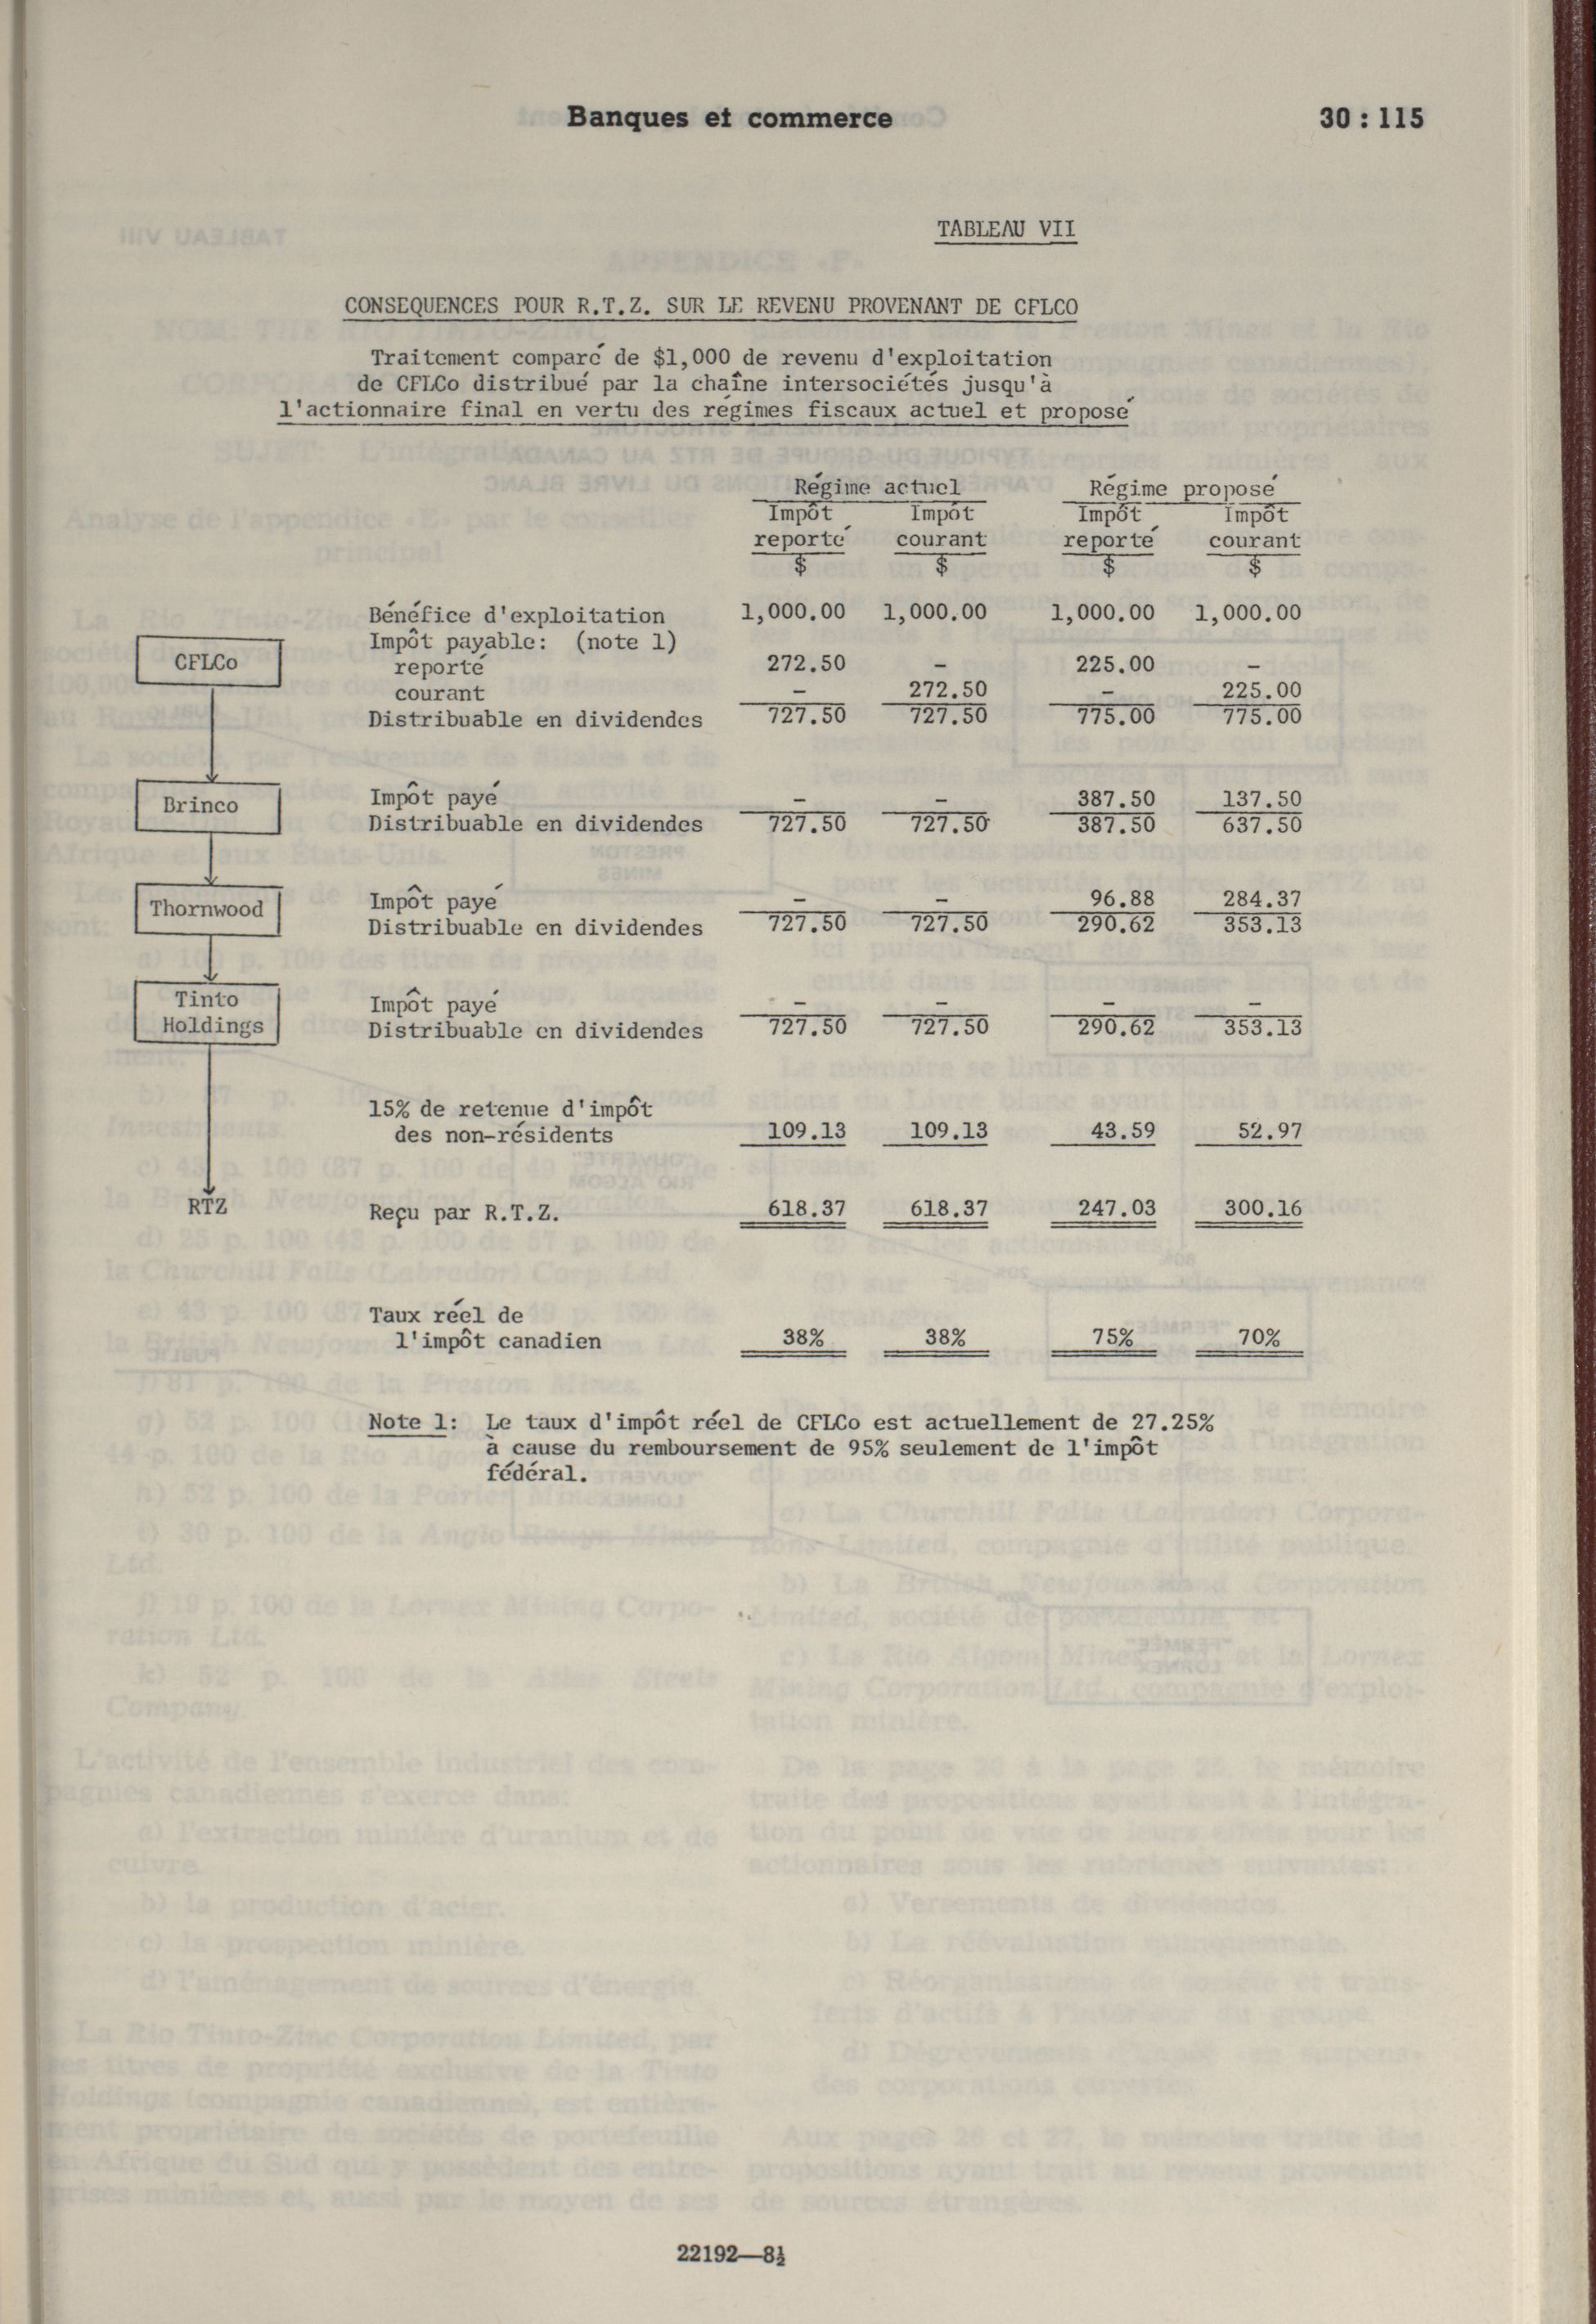 Banques et commerce 30 : 115
TABLEAU VII
CONSEQUENCES POUR R.T.Z. SUR LE REVENU PROVENANT DE CFLCO
Traitement comparé de $1,000 de revenu d'exploitation
de CFLCo distribué par la chaîne intersociétés jusqu'à
l'actionnaire final en vertu des régimes fiscaux actuel et proposé
Régime actuel Régime proposé
Impôt Impôt Impôt Impôt
reporté courant reporté courant
$ $ $ $
Bénéfice d'exploitation 1,000.00 1,000.00 1,000.00 1,000.00
Impôt payable: (note 1)
CFLCo reporté 272.50 – 225.00 –
courant – 272.50 – 225.00
Distribuable en dividendes 727.50 727.50 775.00 775.00
Brinco Impôt payé – – 387.50 137.50
Distribuable en dividendes 727.50 727.50 387.50 637.50
Thornwood Impôt payé – – 96.88 284.37
Distribuable en dividendes 727.50 727.50 290.62 353.13
Tinto
Holdings
Impôt payé – – – –
Distribuable en dividendes 727.50 727.50 290.62 353.13
15% de retenue d'impôt
des non-résidents 109.13 109.13 43.59 52.97
RTZ Reçu par R.T.Z. 618.37 618.37 247.03 300.16
Taux réel de
l'impôt canadien 38% 38% 75% 70%
Note 1: Le taux d'impôt réel de CFLCo est actuellement de 27.25%
à cause du remboursement de 95% seulement de l'impôt
fédéral.
22192—8½